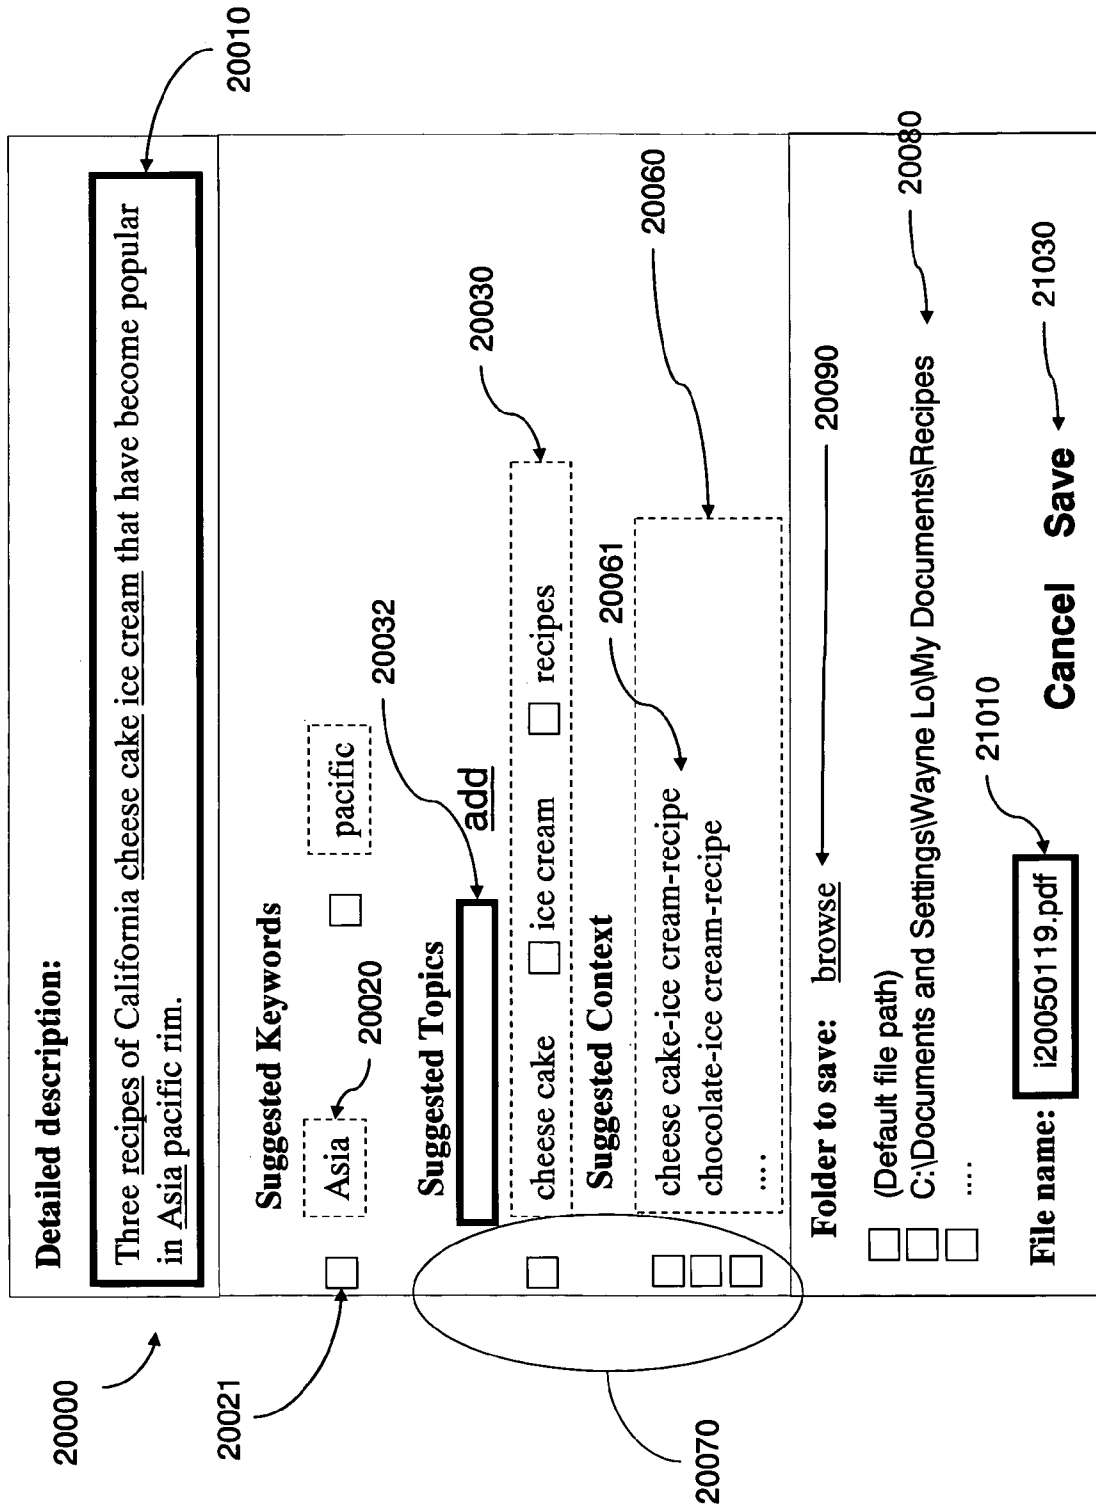 20000
20010
Detailed description:
Three recipes of California cheese cake ice cream that have become popular
in Asia pacific rim.
20021
Suggested Keywords
20020
Asia
pacific
20032
Suggested Topics
add
20030
cheese cake
ice cream
recipes
Suggested Context
20061
20060
cheese cake-ice cream-recipe
chocolate-ice cream-recipe
....
20070
Folder to save: browse
20090
(Default file path)
C:\Documents and Settings\Wayne Lo\My Documents\Recipes
20080
....
21010
File name: i20050119.pdf
Cancel Save
21030